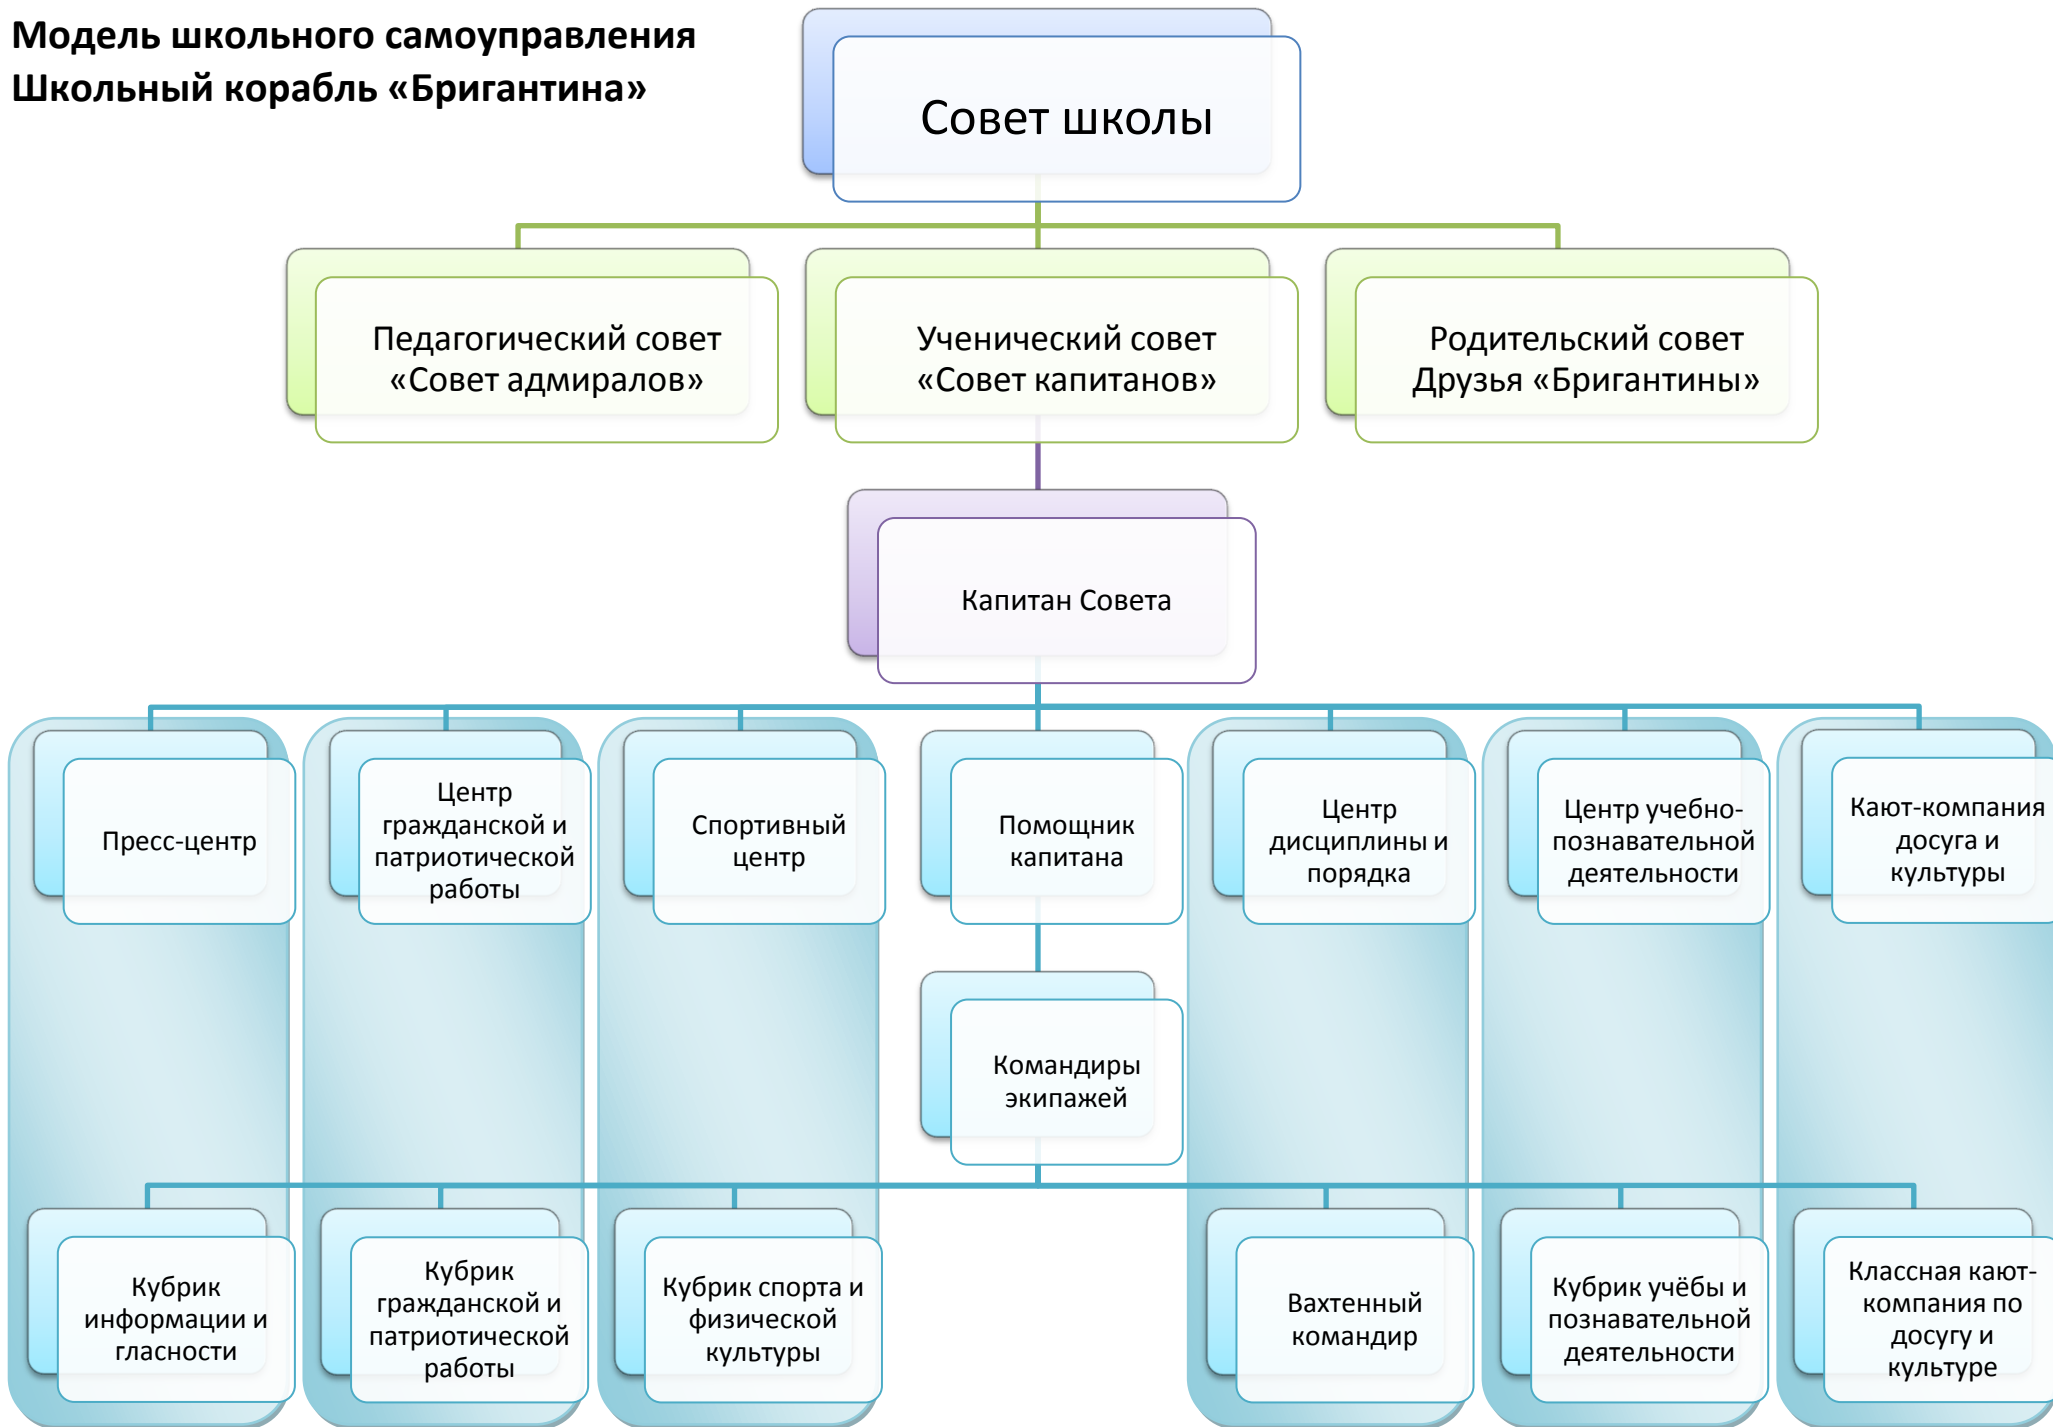 Модель школьного самоуправления
Школьный корабль «Бригантина»
Совет школы
Педагогический совет
«Совет адмиралов»
Ученический совет
«Совет капитанов»
Родительский совет
Друзья «Бригантины»
Капитан Совета
Пресс-центр
Центр
гражданской и
патриотической
работы
Спортивный
центр
Помощник
капитана
Центр
дисциплины и
порядка
Центр учебно-
познавательной
деятельности
Кают-компания
досуга и
культуры
Командиры
экипажей
Кубрик
информации и
гласности
Кубрик
гражданской и
патриотической
работы
Кубрик спорта и
физической
культуры
Вахтенный
командир
Кубрик учёбы и
познавательной
деятельности
Классная кают-
компания по
досугу и
культуре